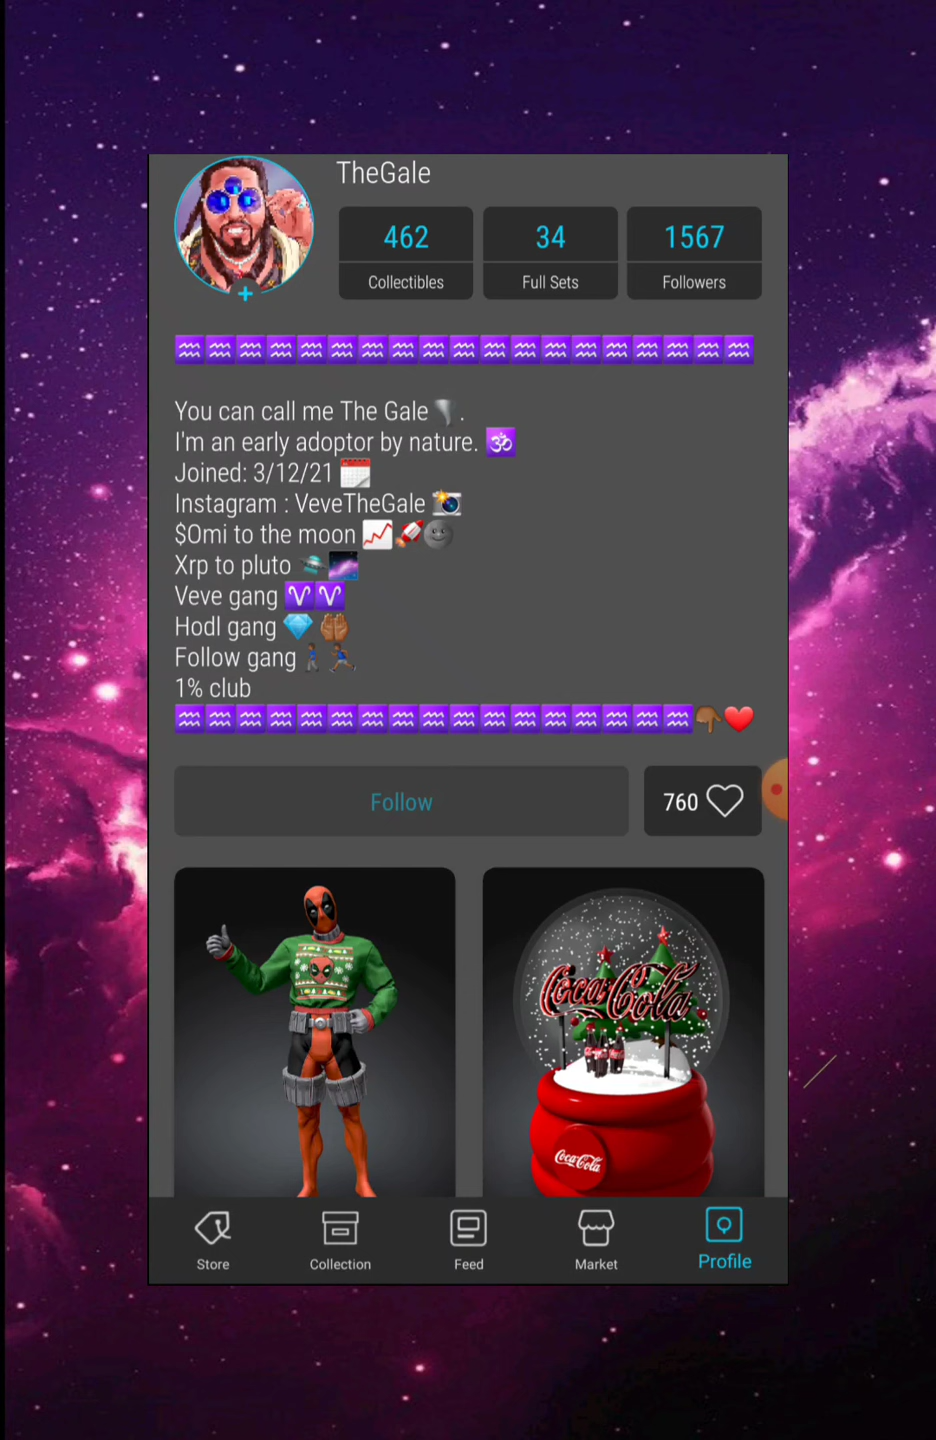 TheGale
462
34
1567
Collectibles
Full Sets
Followers
♒♒♒♒♒♒♒♒♒♒♒♒♒♒♒♒♒♒♒
You can call me The Gale 🌪️.
I'm an early adoptor by nature. 🕉️
Joined: 3/12/21 📅
Instagram : VeveTheGale 📸
$Omi to the moon 📈🚀🌚
Xrp to pluto 🛸🌌
Veve gang ♈♈
Hodl gang 💎🤲🏾
Follow gang 🚶🏾🏃🏾
1% club
♒♒♒♒♒♒♒♒♒♒♒♒♒♒♒♒♒👇🏾❤️
Follow
760
Coca-Cola
Coca-Cola
Store
Collection
Feed
Market
Profile